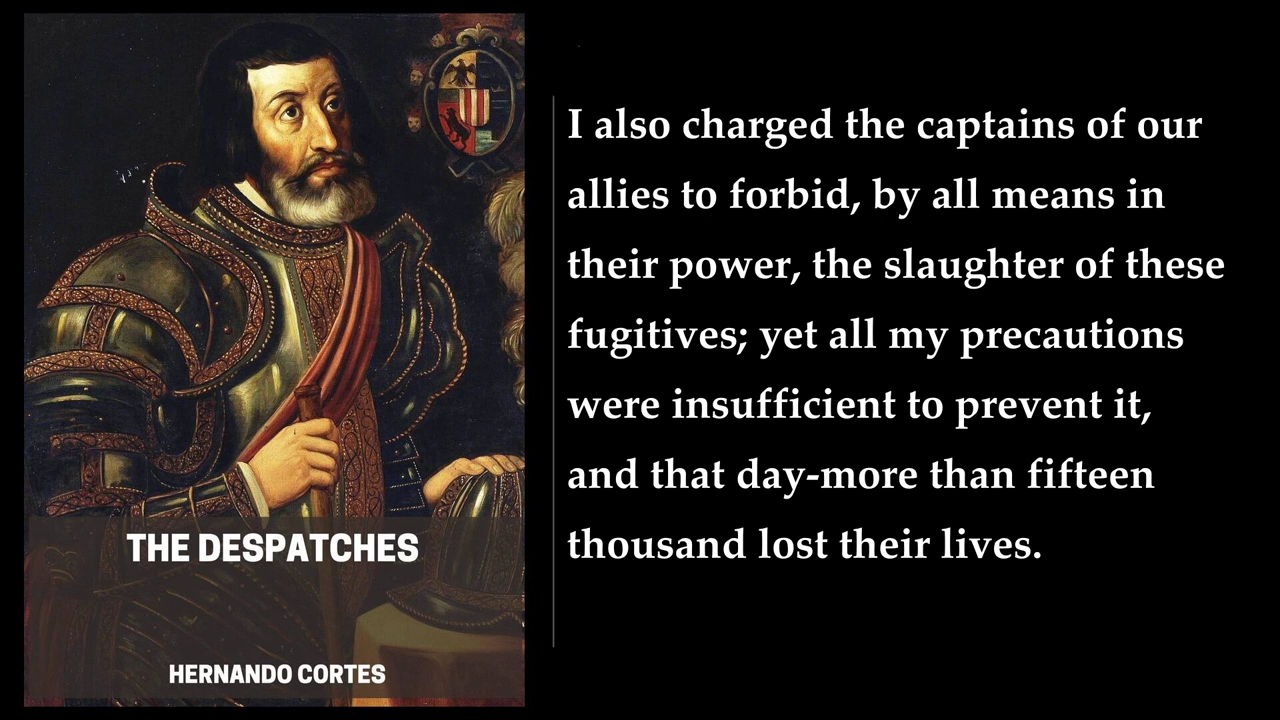 THE DESPATCHES
HERNANDO CORTES
I also charged the captains of our
allies to forbid, by all means in
their power, the slaughter of these
fugitives; yet all my precautions
were insufficient to prevent it,
and that day-more than fifteen
thousand lost their lives.